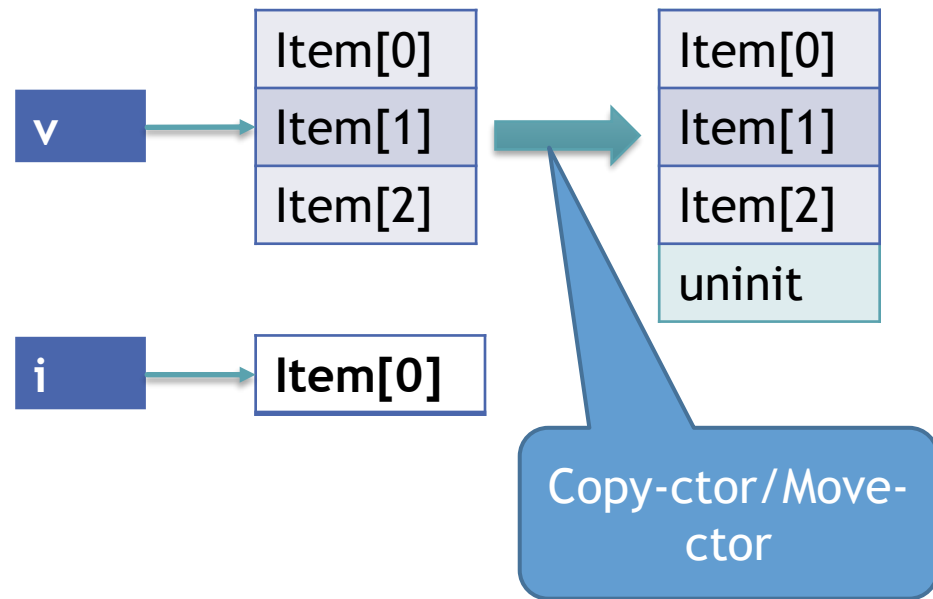 v
Item[0]
Item[1]
Item[2]
Item[0]
Item[1]
Item[2]
uninit
i
Item[0]
Copy-ctor/Move-
ctor